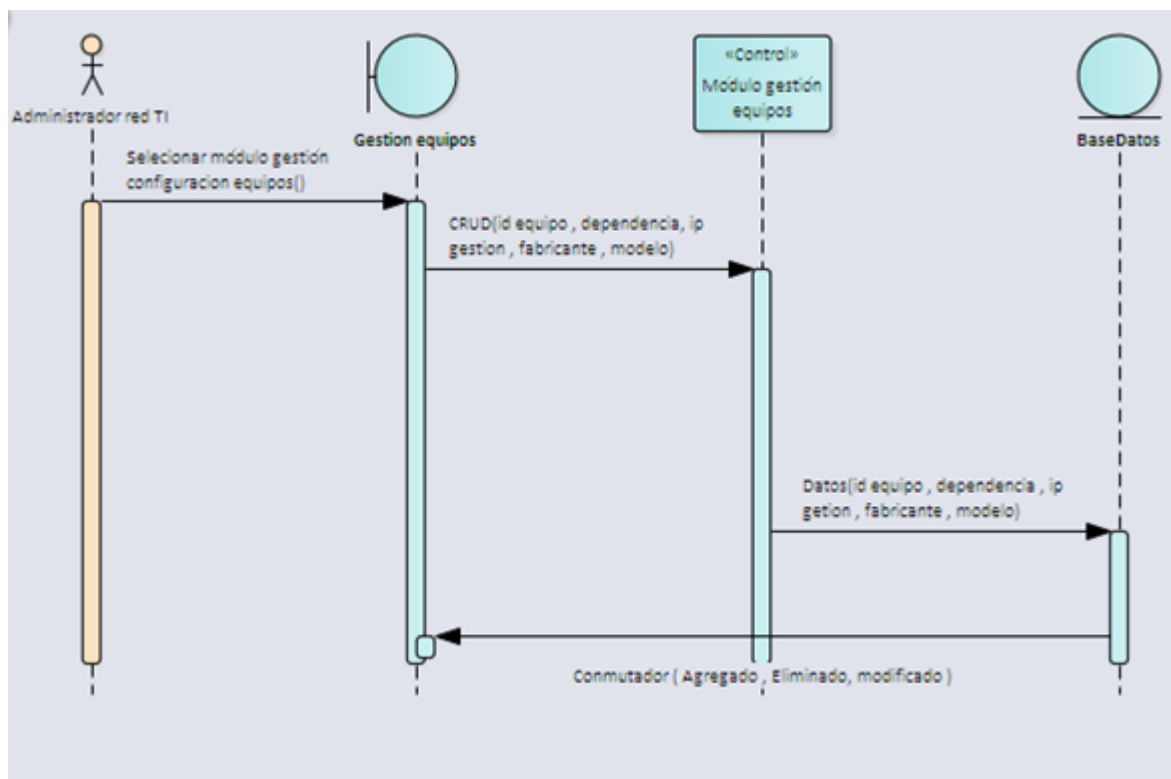 «Control»
Módulo gestión
equipos
Administrador red TI
Gestion equipos
BaseDatos
Selecionar módulo gestión
configuracion equipos()
CRUD(id equipo , dependencia, ip
gestion , fabricante , modelo)
Datos(id equipo , dependencia , ip
getion , fabricante , modelo)
Conmutador ( Agregado , Eliminado, modificado )